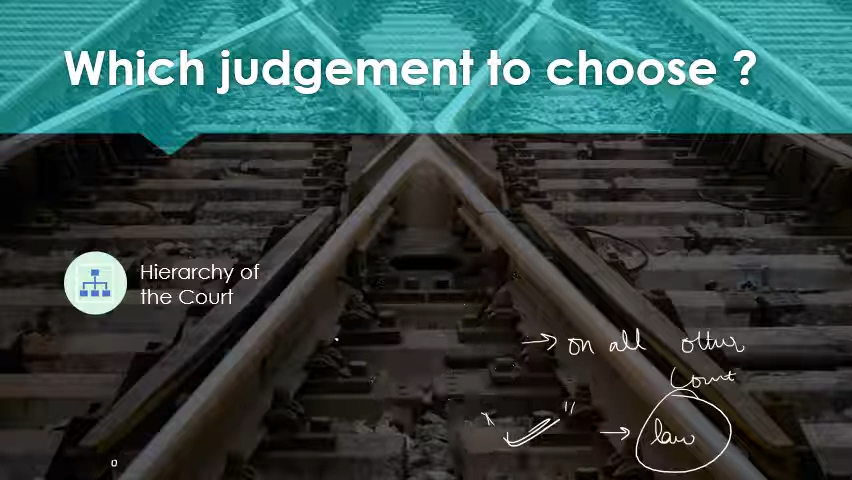 Which judgement to choose ?
Hierarchy of
the Court
→ on all other
Court
→ law